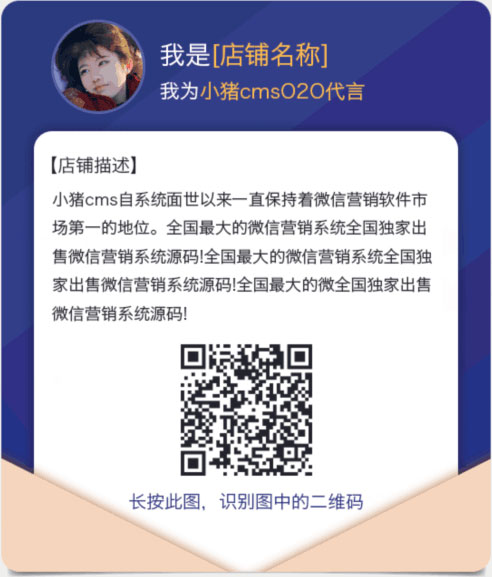 我是[店铺名称]
我为小猪cmsO2O代言
【店铺描述】
小猪cms自系统面世以来一直保持着微信营销软件市
场第一的地位。全国最大的微信营销系统全国独家出
售微信营销系统源码!全国最大的微信营销系统全国独
家出售微信营销系统源码!全国最大的微全国独家出售
微信营销系统源码!
长按此图，识别图中的二维码